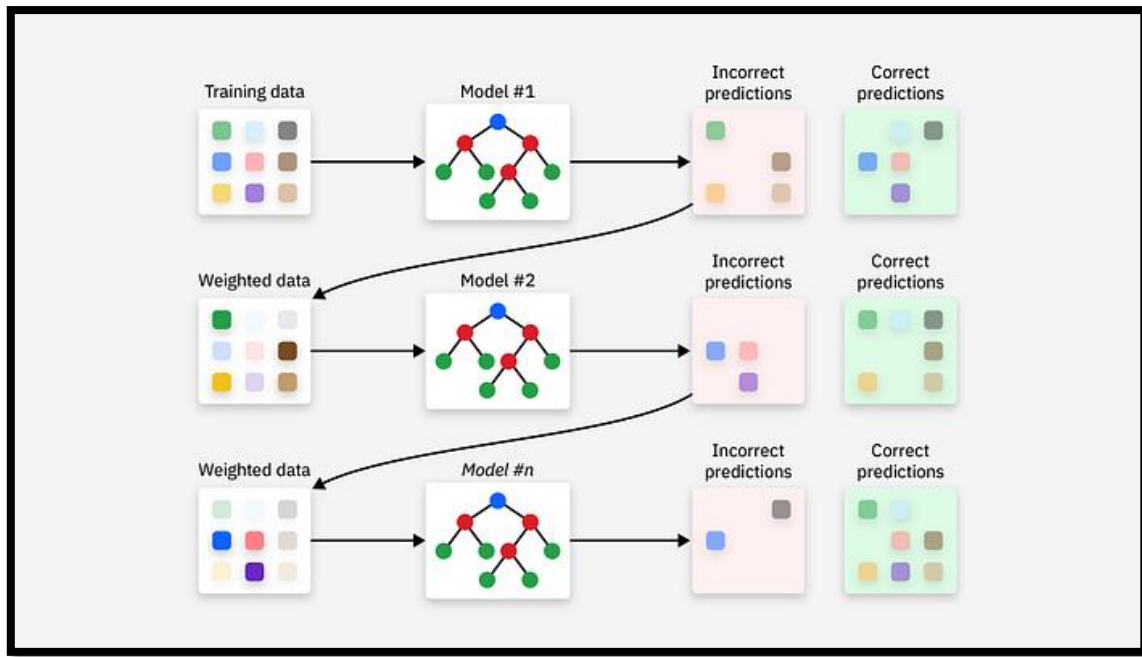 Training data
Model #1
Incorrect
predictions
Correct
predictions
Weighted data
Model #2
Incorrect
predictions
Correct
predictions
Weighted data
Model #n
Incorrect
predictions
Correct
predictions